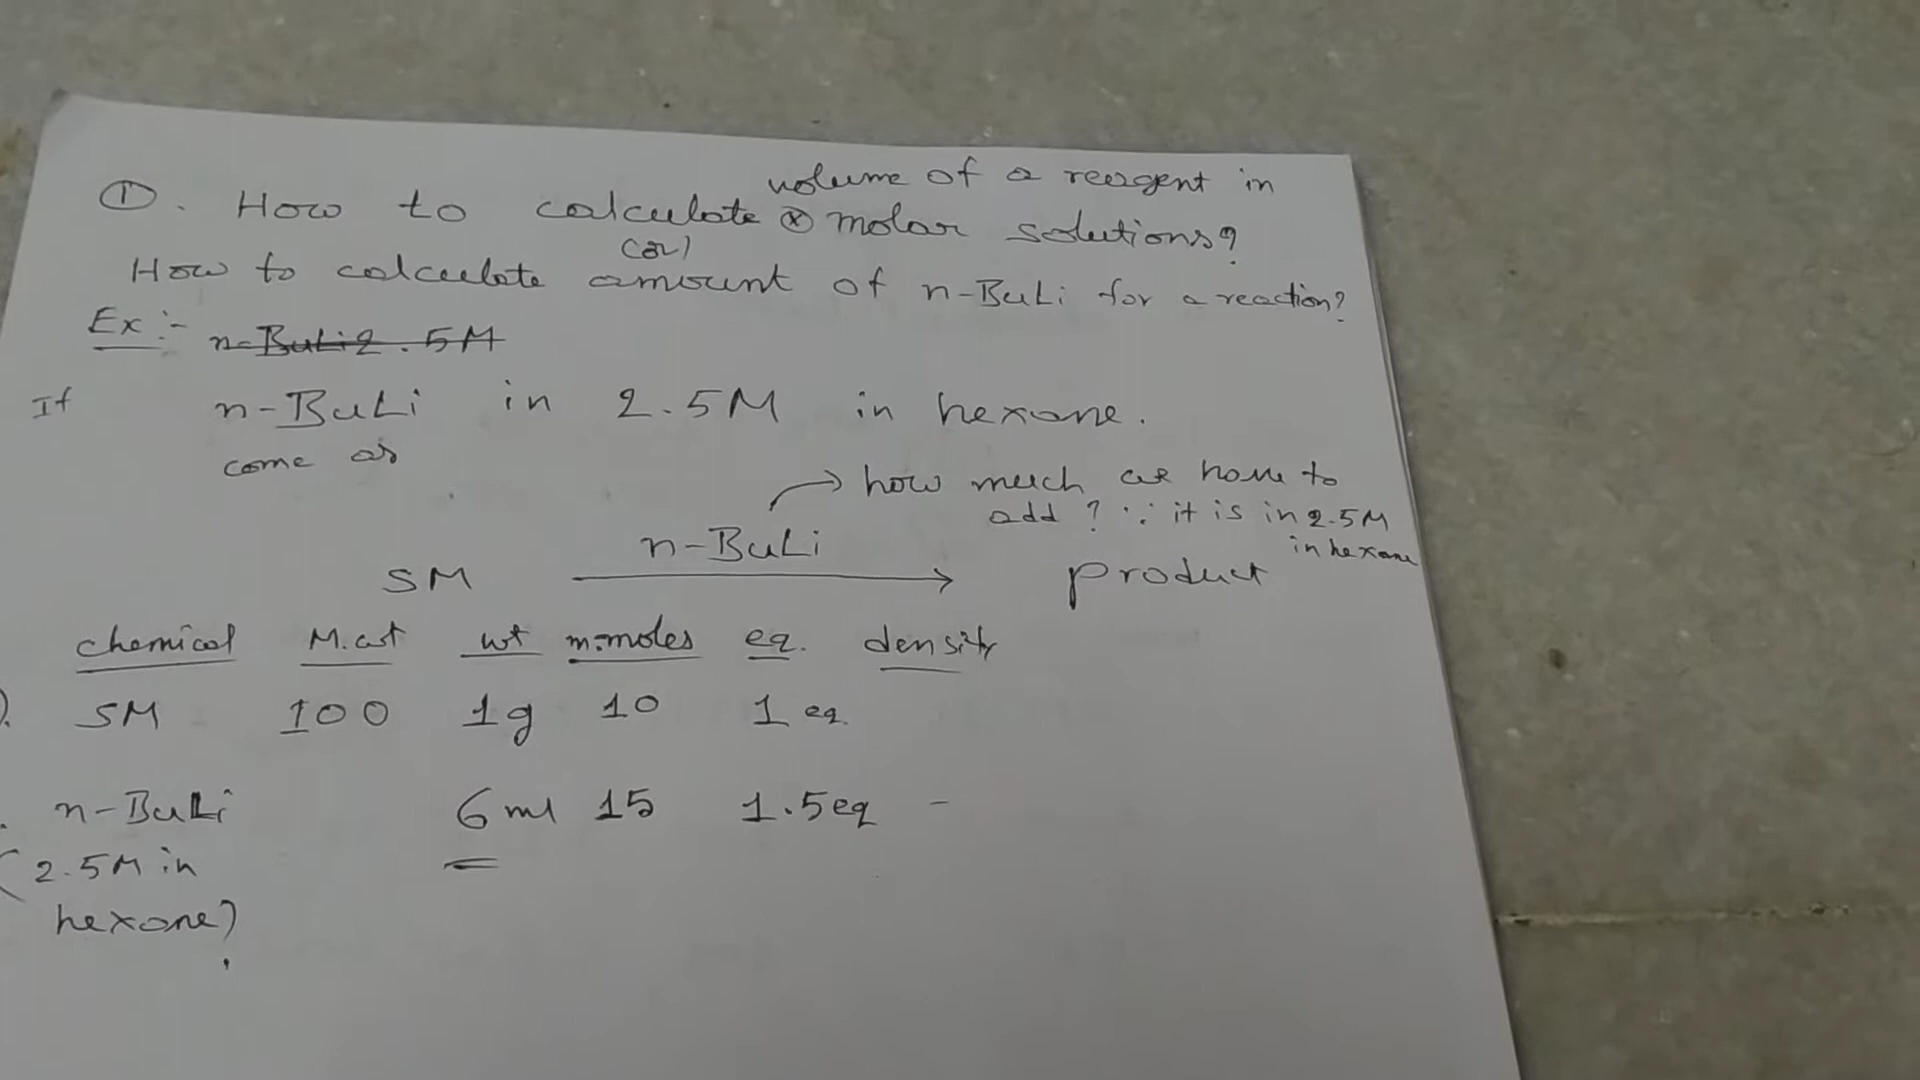 volume of a reagent in
① . How to calculate ⊗ molar solutions?
(or)
How to calculate amount of n-BuLi for a reaction?
Ex :- n-BuLi 2.5M
If n-BuLi in 2.5M in hexane.
come as
→ how much we have to
add ? ∵ it is in 2.5M
in hexane
n-BuLi
SM → product
chemical M.wt wt m.moles eq. density
SM 100 1g 10 1 eq.
n-BuLi 6 ml 15 1.5 eq -
(2.5M in
hexane)